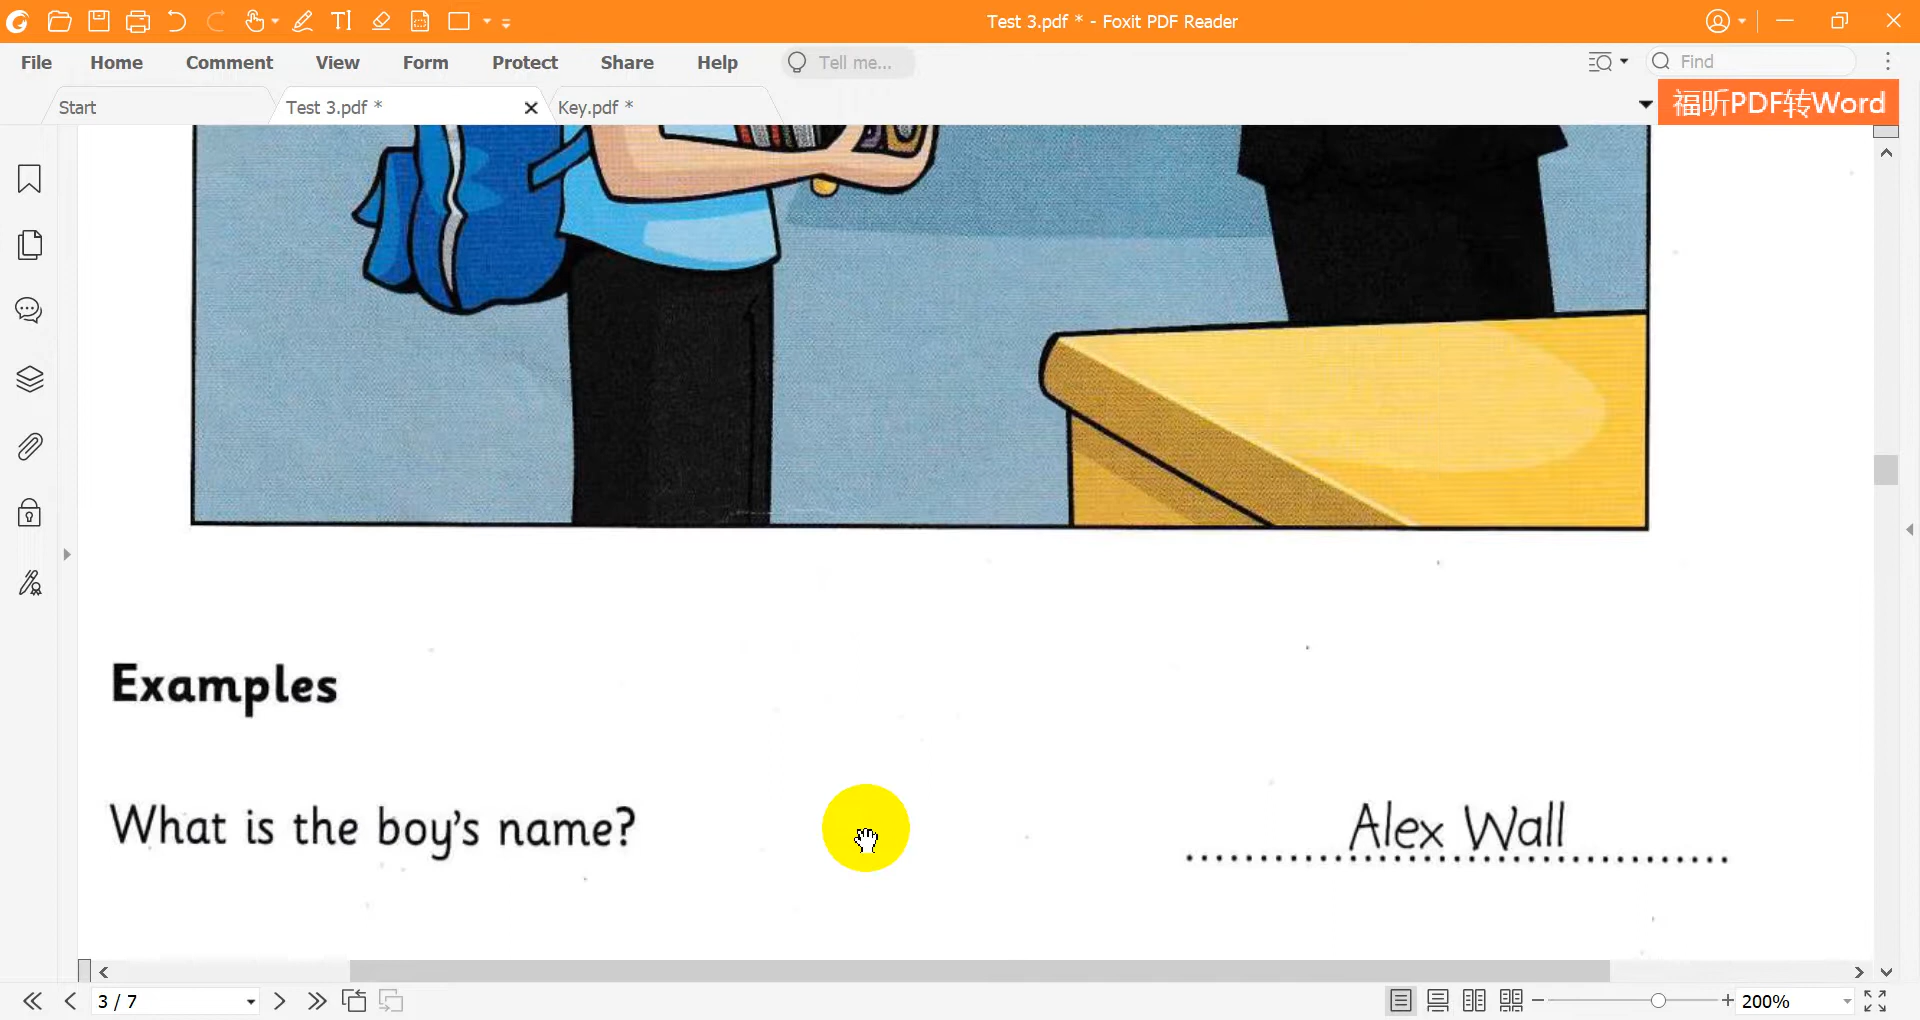 Test 3.pdf * - Foxit PDF Reader
File Home Comment View Form Protect Share Help Tell me... Find
Start Test 3.pdf * Key.pdf * 福昕PDF转Word
Examples
What is the boy's name? Alex Wall
3 / 7 200%